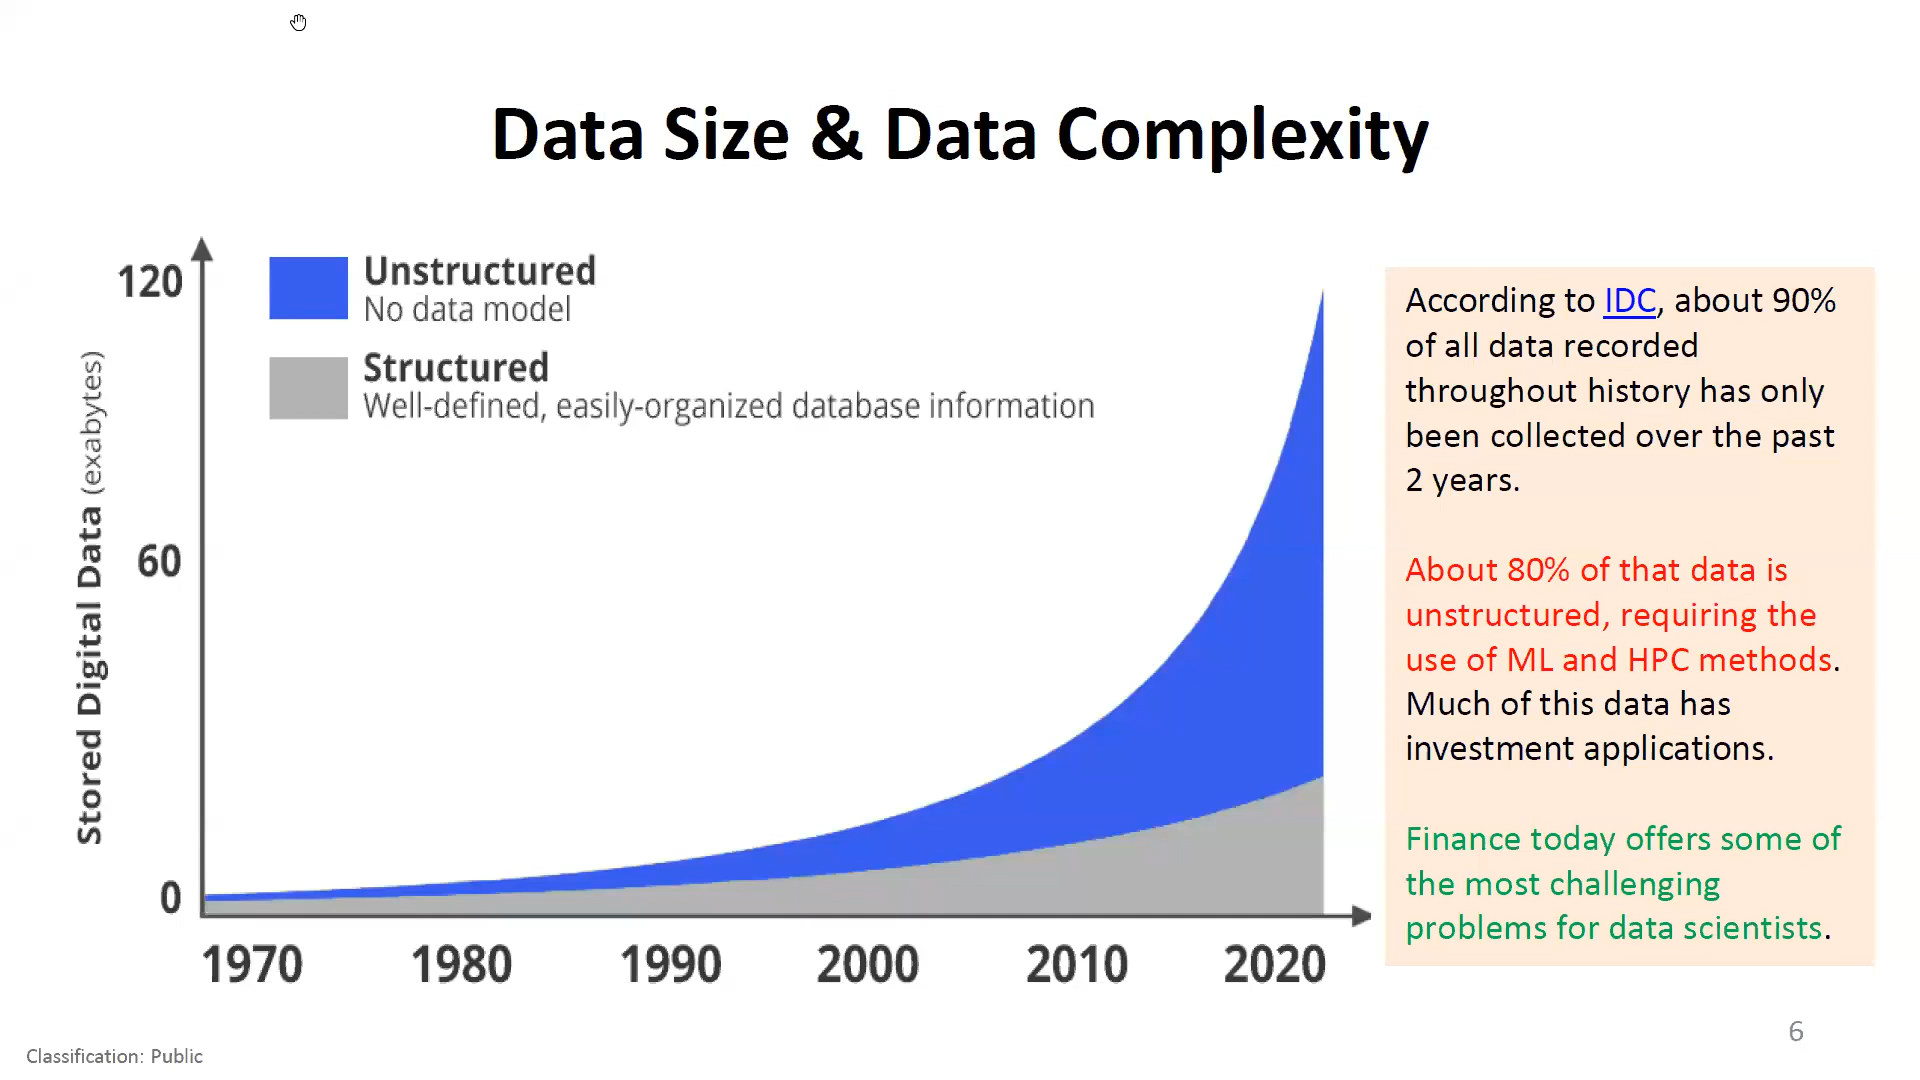 Data Size & Data Complexity
120
60
0
Stored Digital Data (exabytes)
Unstructured
No data model
Structured
Well-defined, easily-organized database information
1970 1980 1990 2000 2010 2020
According to IDC, about 90%
of all data recorded
throughout history has only
been collected over the past
2 years.
About 80% of that data is
unstructured, requiring the
use of ML and HPC methods.
Much of this data has
investment applications.
Finance today offers some of
the most challenging
problems for data scientists.
6
Classification: Public